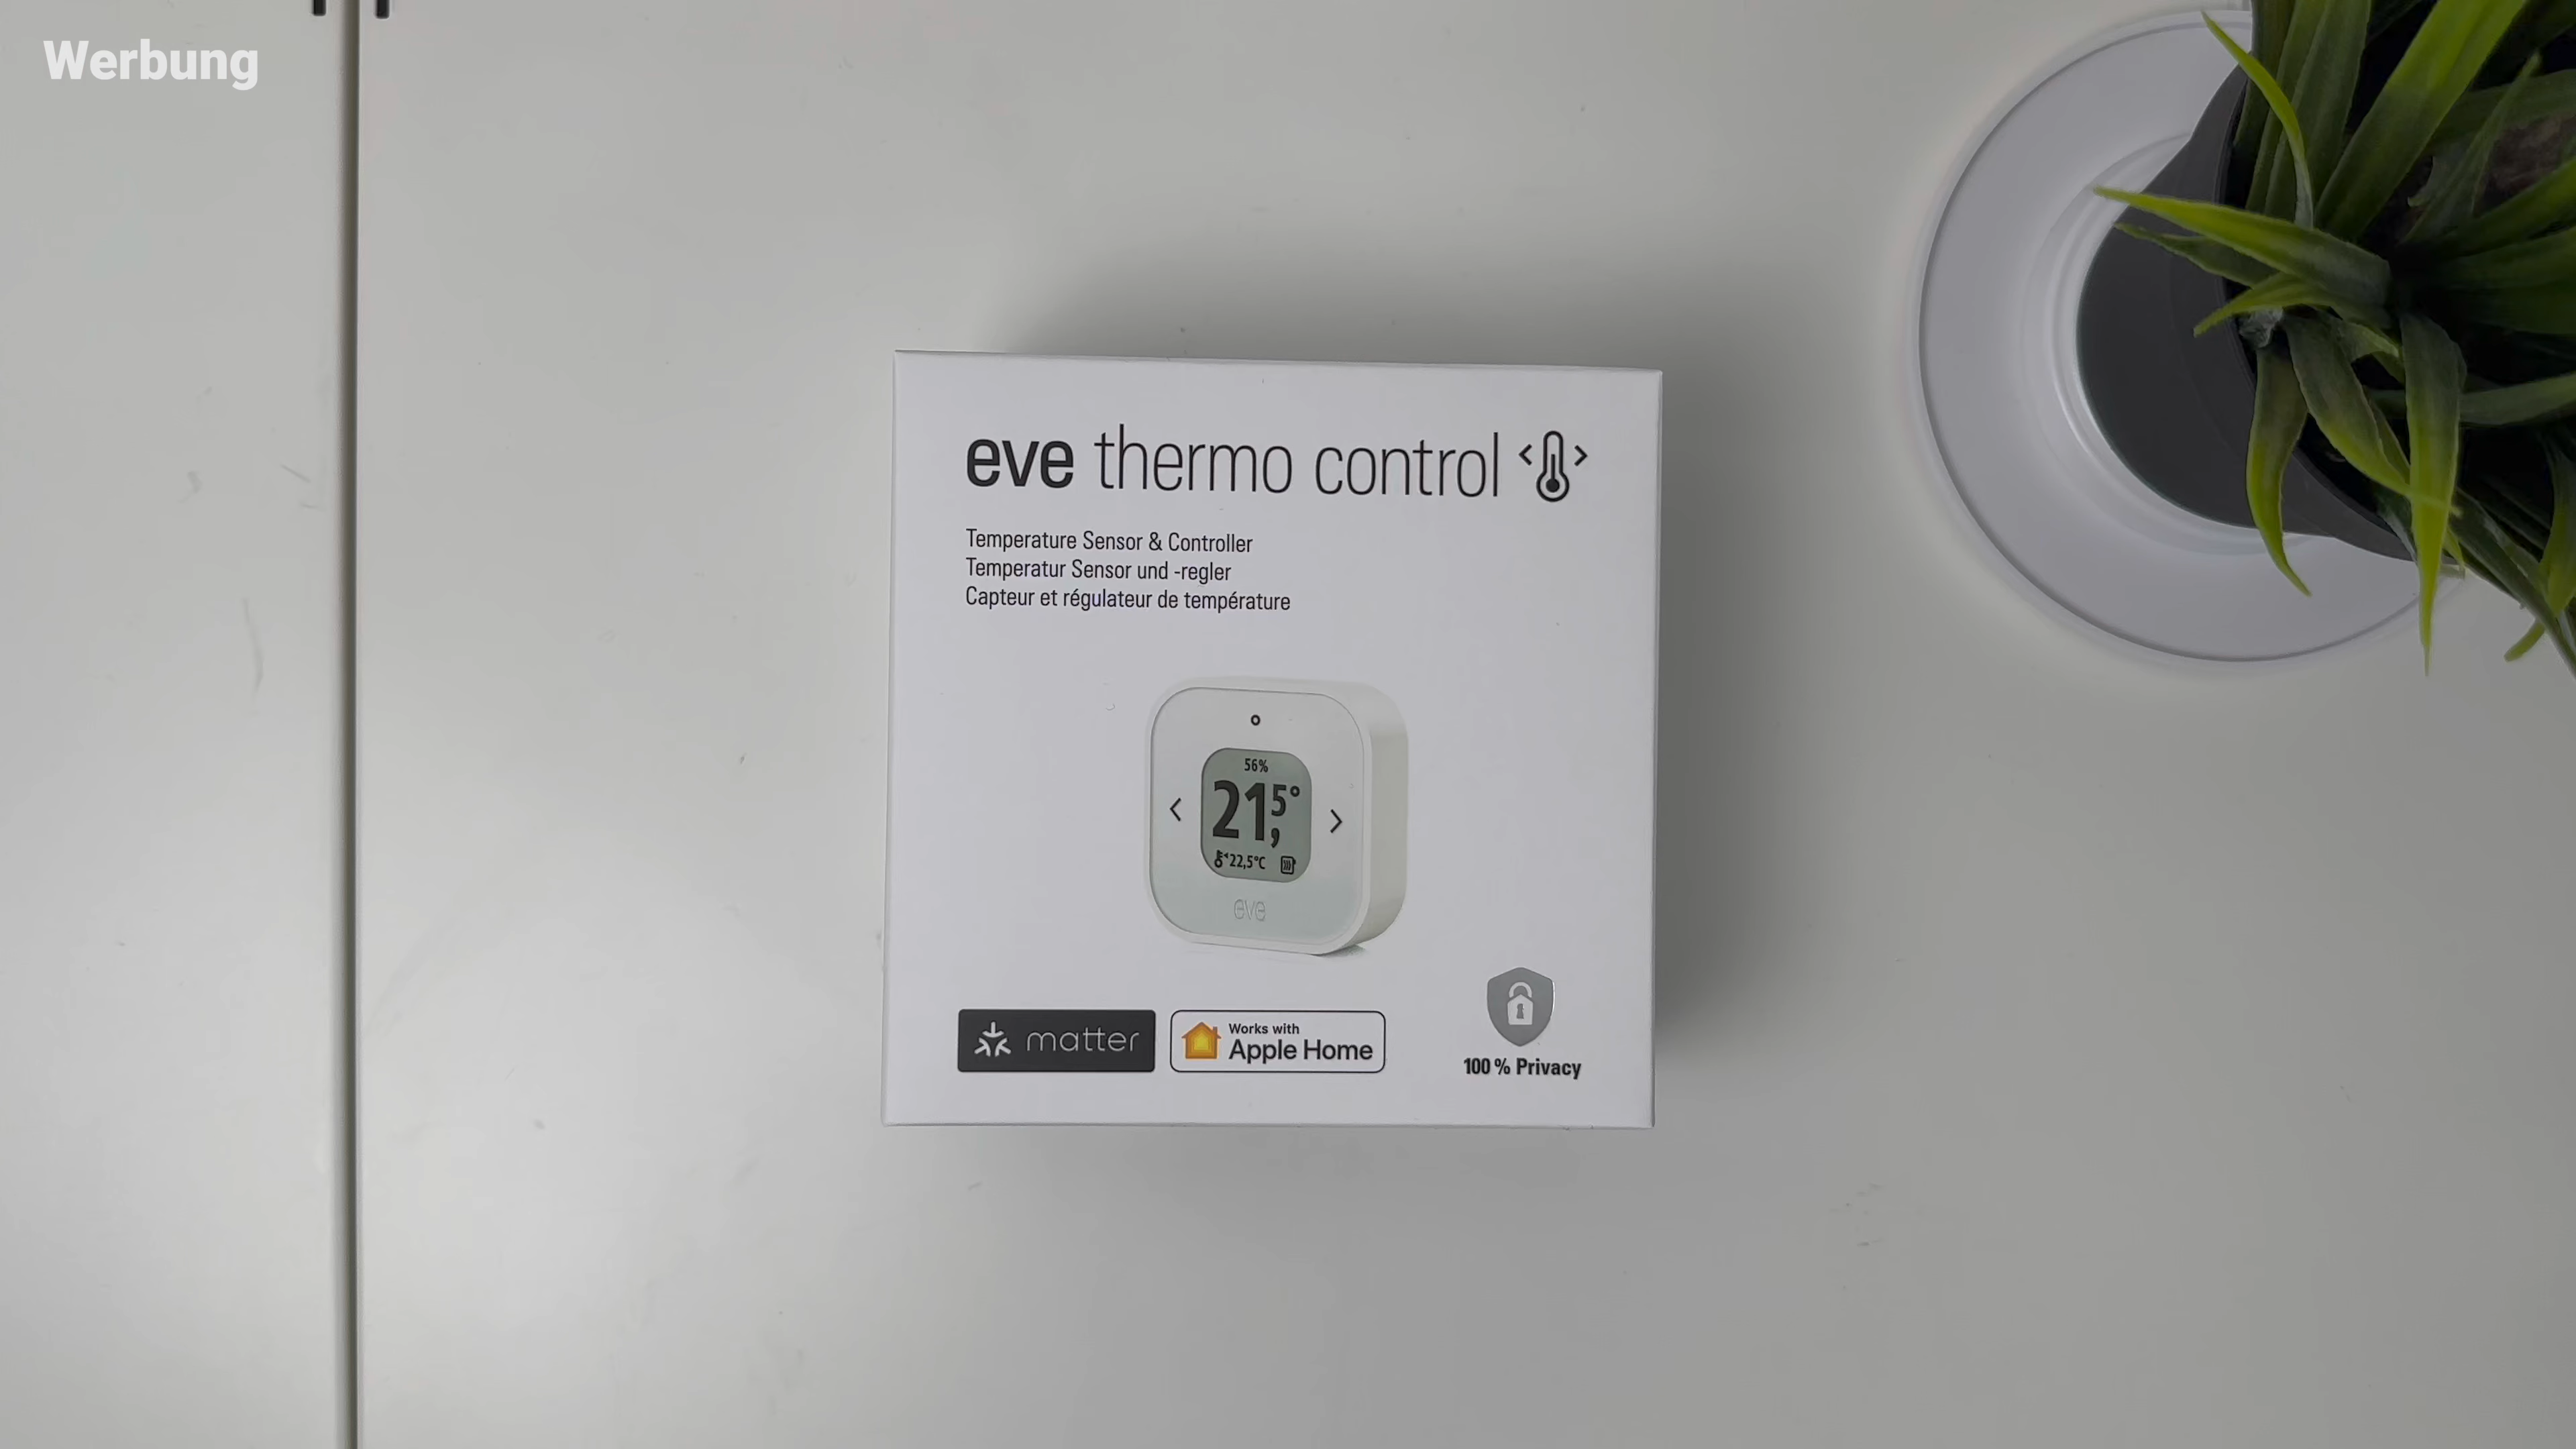 Werbung
eve thermo control
Temperature Sensor & Controller
Temperatur Sensor und -regler
Capteur et régulateur de température
56%
21,5°
22,5°C
eve
matter
Works with
Apple Home
100 % Privacy